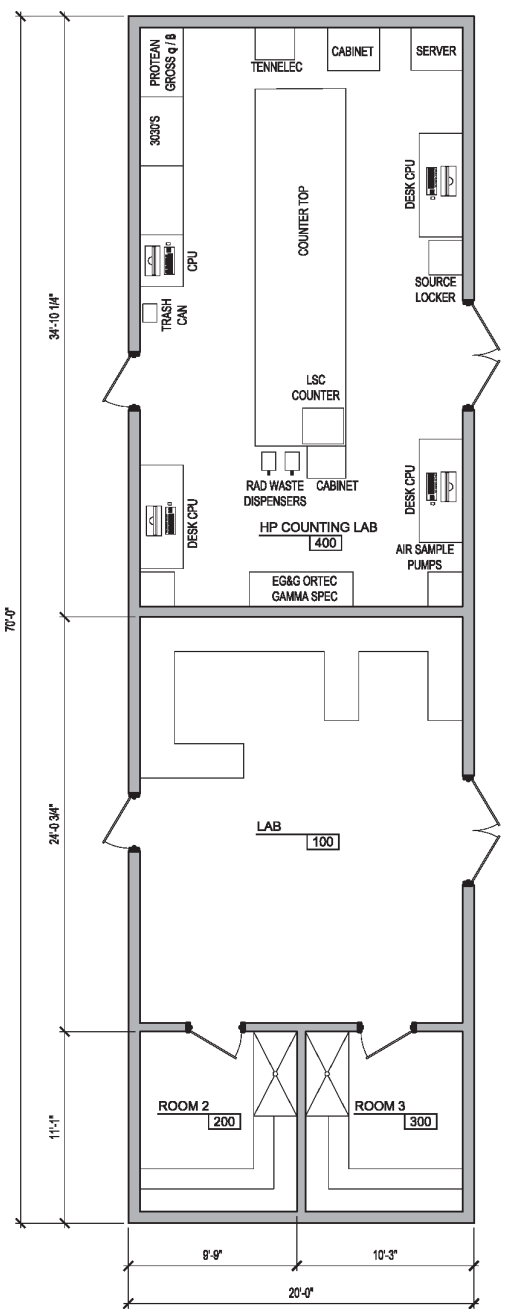 PROTEAN
GROSS α / B
3030'S
TENNELEC
CABINET
SERVER
COUNTER TOP
DESK CPU
CPU
SOURCE
LOCKER
TRASH
CAN
34'-10 1/4"
LSC
COUNTER
RAD WASTE
DISPENSERS
CABINET
DESK CPU
DESK CPU
HP COUNTING LAB
400
AIR SAMPLE
PUMPS
EG&G ORTEC
GAMMA SPEC
70'-0"
24'-0 3/4"
LAB
100
11'-1"
ROOM 2
200
ROOM 3
300
9'-9"
10'-3"
20'-0"